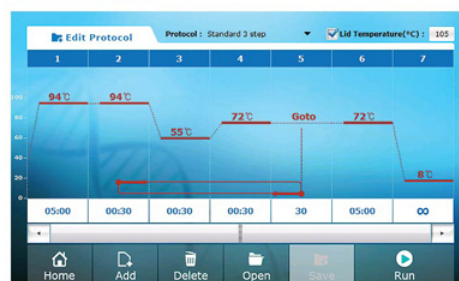 Edit Protocol Protocol : Standard 3 step Lid Temperature(℃) : 105
1 2 3 4 5 6 7
100
80
60
40
20
0
94℃ 94℃ 55℃ 72℃ Goto 72℃ 8℃
05:00 00:30 00:30 00:30 30 05:00 ∞
Home Add Delete Open Save Run